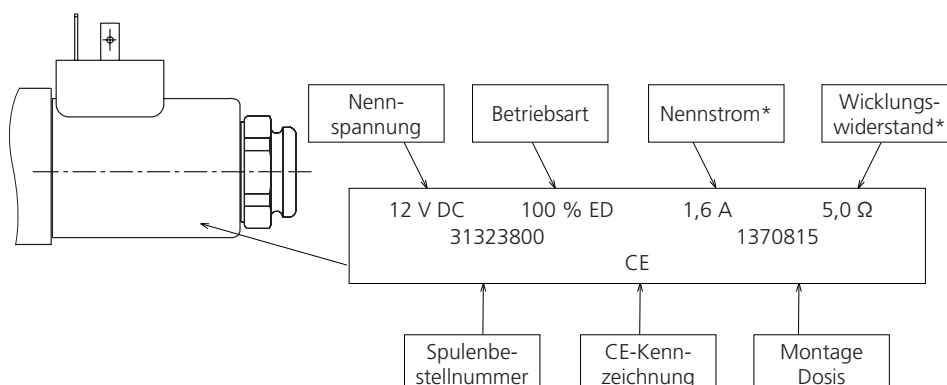 Nenn-
spannung
Betriebsart
Nennstrom*
Wicklungs-
widerstand*
12 V DC 100 % ED 1,6 A 5,0 Ω
31323800 1370815
CE
Spulenbe-
stellnummer
CE-Kenn-
zeichnung
Montage
Dosis